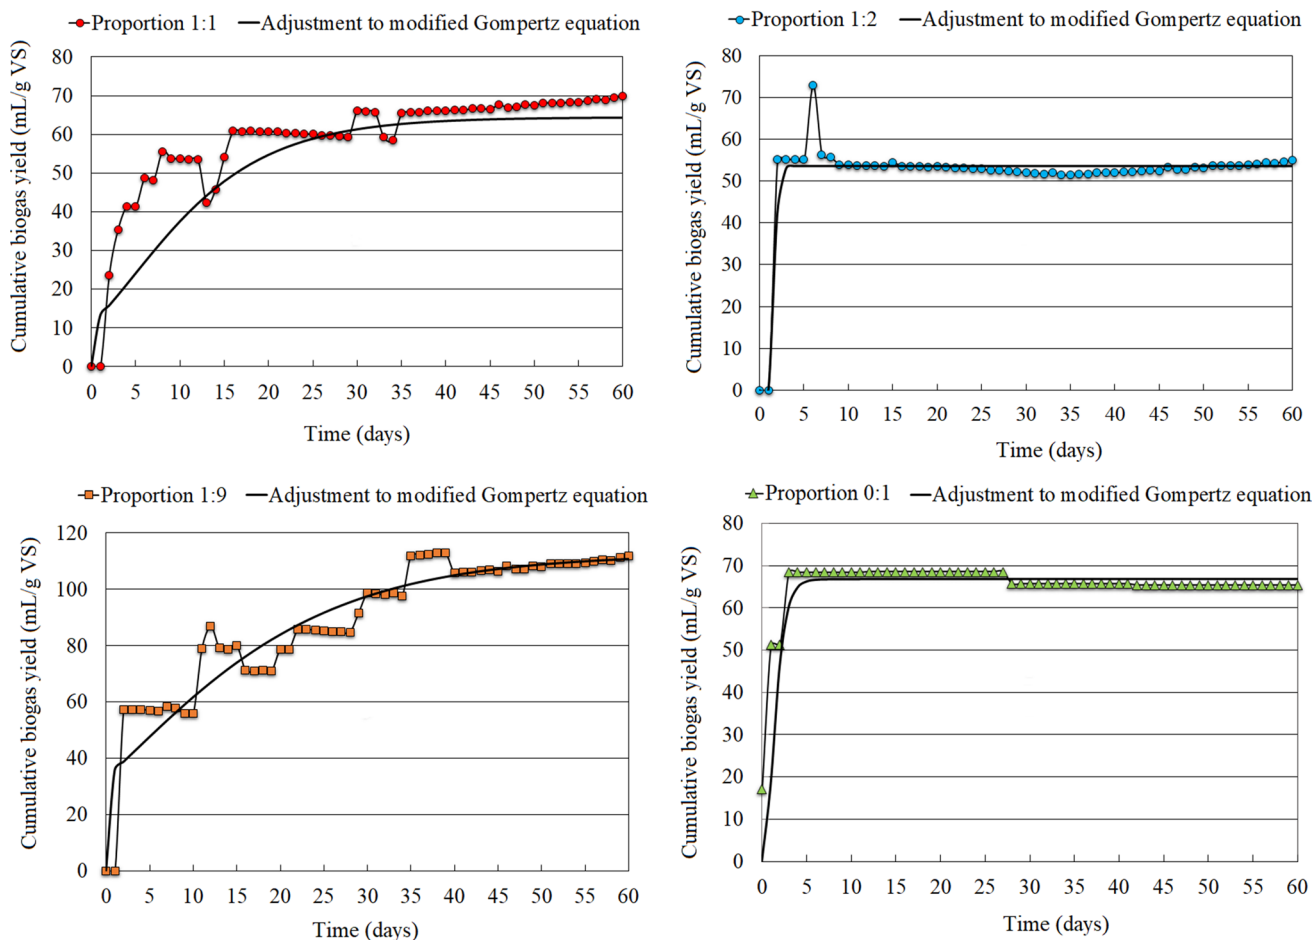 Proportion 1:1 Adjustment to modified Gompertz equation
Cumulative biogas yield (mL/g VS)
80
70
60
50
40
30
20
10
0
0 5 10 15 20 25 30 35 40 45 50 55 60
Time (days)
Proportion 1:2 Adjustment to modified Gompertz equation
Cumulative biogas yield (mL/g VS)
80
70
60
50
40
30
20
10
0
0 5 10 15 20 25 30 35 40 45 50 55 60
Time (days)
Proportion 1:9 Adjustment to modified Gompertz equation
Cumulative biogas yield (mL/g VS)
120
100
80
60
40
20
0
0 5 10 15 20 25 30 35 40 45 50 55 60
Time (days)
Proportion 0:1 Adjustment to modified Gompertz equation
Cumulative biogas yield (mL/g VS)
80
70
60
50
40
30
20
10
0
0 5 10 15 20 25 30 35 40 45 50 55 60
Time (days)